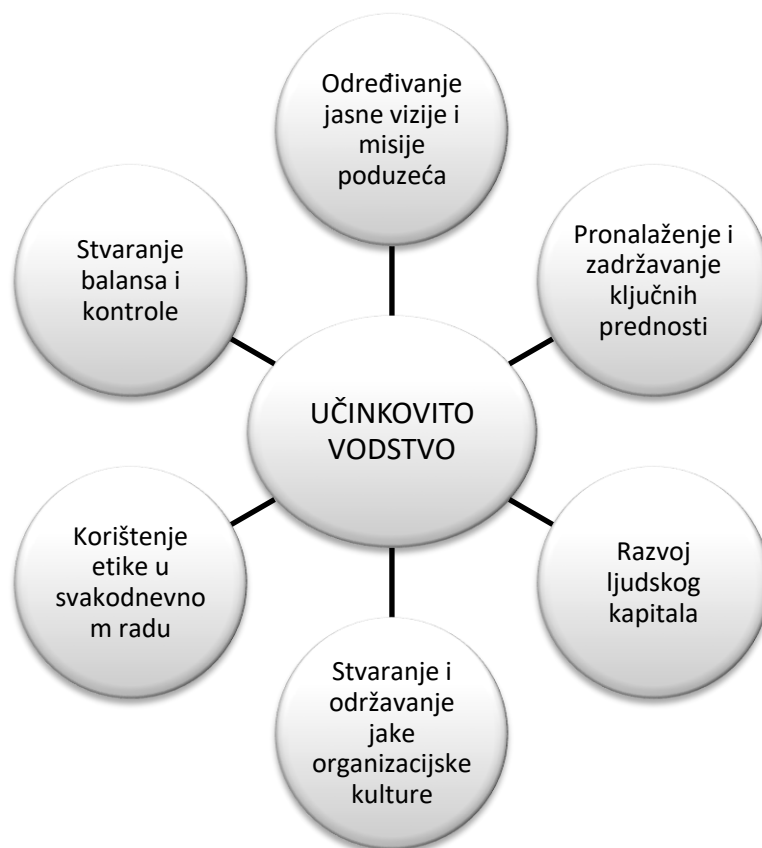 Određivanje
jasne vizije i
misije
poduzeća
Pronalaženje i
zadržavanje
ključnih
prednosti
Razvoj
ljudskog
kapitala
Stvaranje i
održavanje
jake
organizacijske
kulture
Korištenje
etike u
svakodnevno
m radu
Stvaranje
balansa i
kontrole
UČINKOVITO
VODSTVO